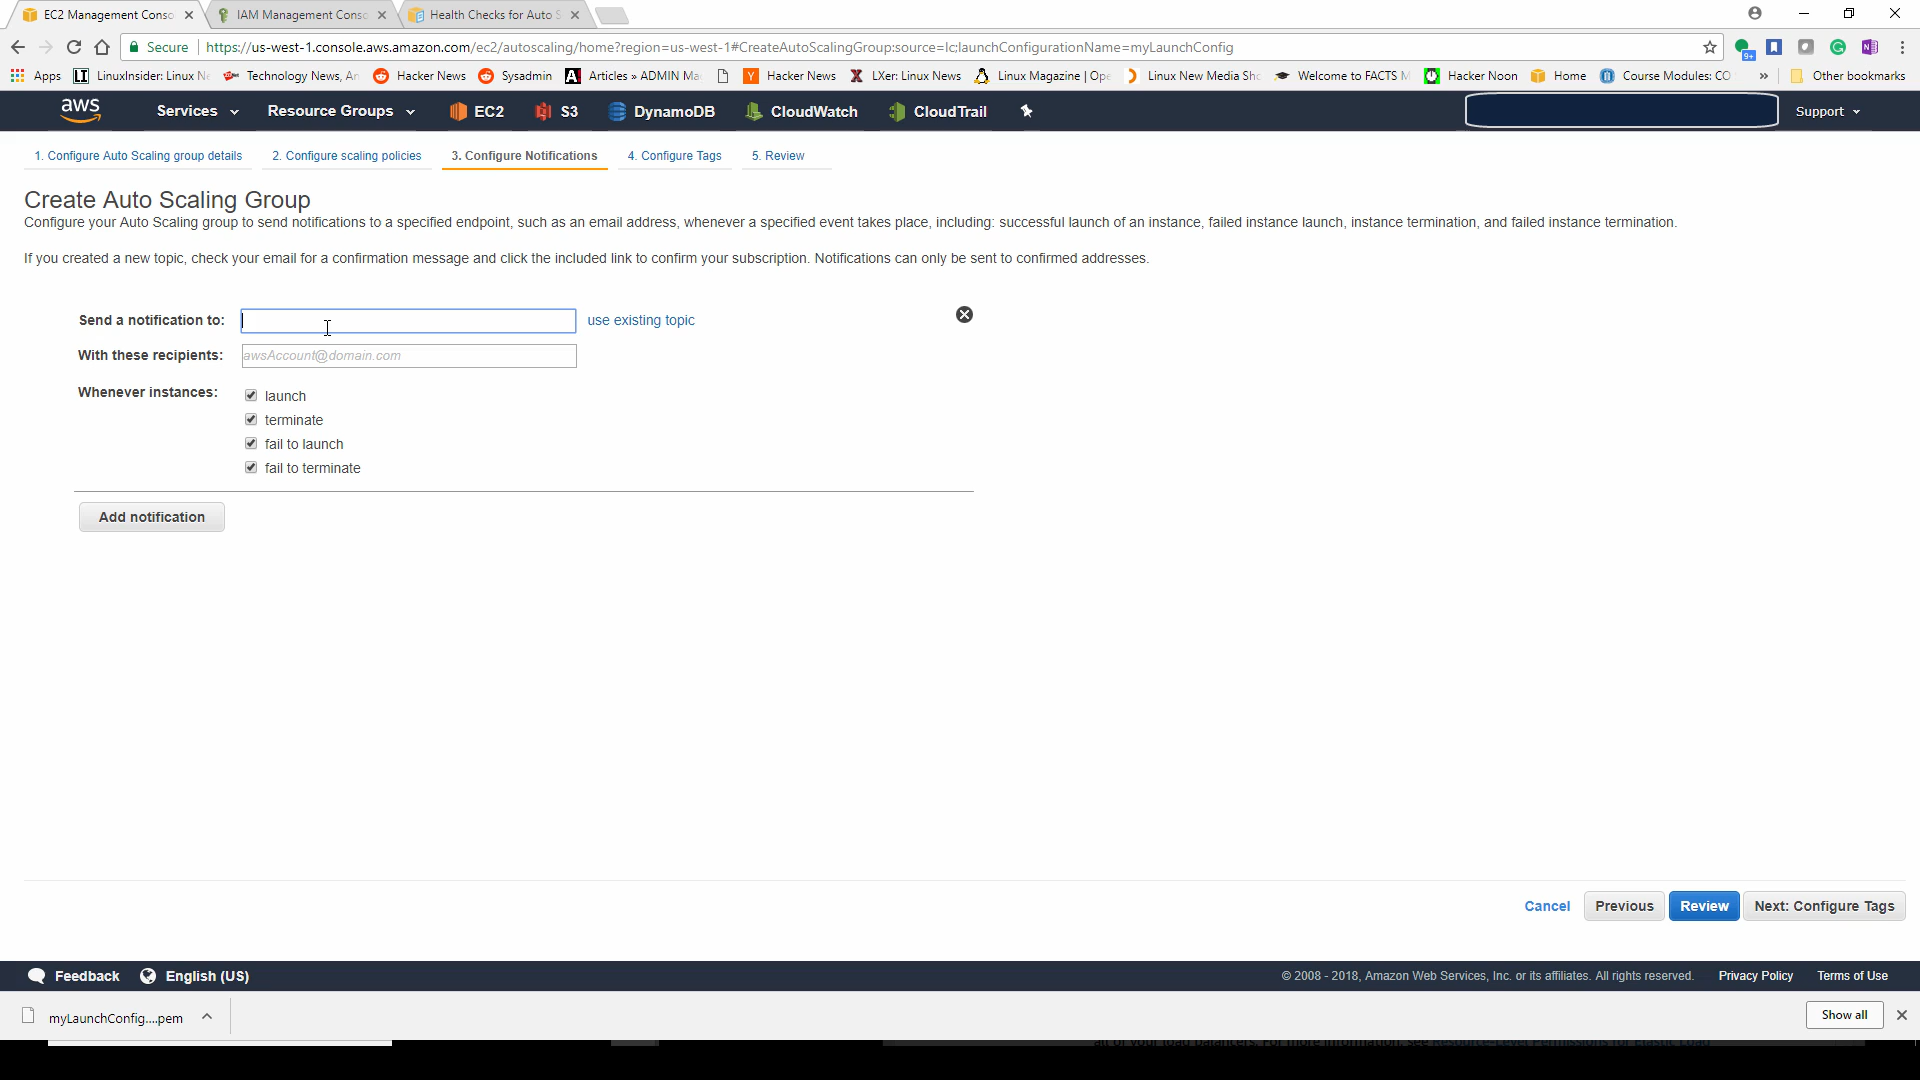 EC2 Management Conso
IAM Management Conso
Health Checks for Auto S
Secure
https://us-west-1.console.aws.amazon.com/ec2/autoscaling/home?region=us-west-1#CreateAutoScalingGroup:source=lc;launchConfigurationName=myLaunchConfig
9+
Apps
LinuxInsider: Linux N
Technology News, An
Hacker News
Sysadmin
Articles » ADMIN Ma
Hacker News
LXer: Linux News
Linux Magazine | Ope
Linux New Media Sh
Welcome to FACTS M
Hacker Noon
Home
Course Modules: CO
»
Other bookmarks
aws
Services
Resource Groups
EC2
S3
DynamoDB
CloudWatch
CloudTrail
Support
1. Configure Auto Scaling group details
2. Configure scaling policies
3. Configure Notifications
4. Configure Tags
5. Review
Create Auto Scaling Group
Configure your Auto Scaling group to send notifications to a specified endpoint, such as an email address, whenever a specified event takes place, including: successful launch of an instance, failed instance launch, instance termination, and failed instance termination.
If you created a new topic, check your email for a confirmation message and click the included link to confirm your subscription. Notifications can only be sent to confirmed addresses.
Send a notification to:
use existing topic
With these recipients:
awsAccount@domain.com
Whenever instances:
launch
terminate
fail to launch
fail to terminate
Add notification
Cancel
Previous
Review
Next: Configure Tags
Feedback
English (US)
© 2008 - 2018, Amazon Web Services, Inc. or its affiliates. All rights reserved.
Privacy Policy
Terms of Use
myLaunchConfig....pem
Show all